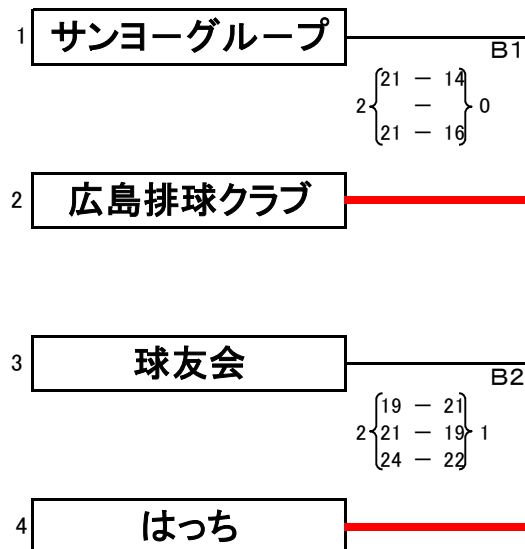 1 サンヨーグループ
B1
21 － 14
2 － 0
21 － 16
2 広島排球クラブ
3 球友会
B2
19 － 21
2 21 － 19 1
24 － 22
4 はっち